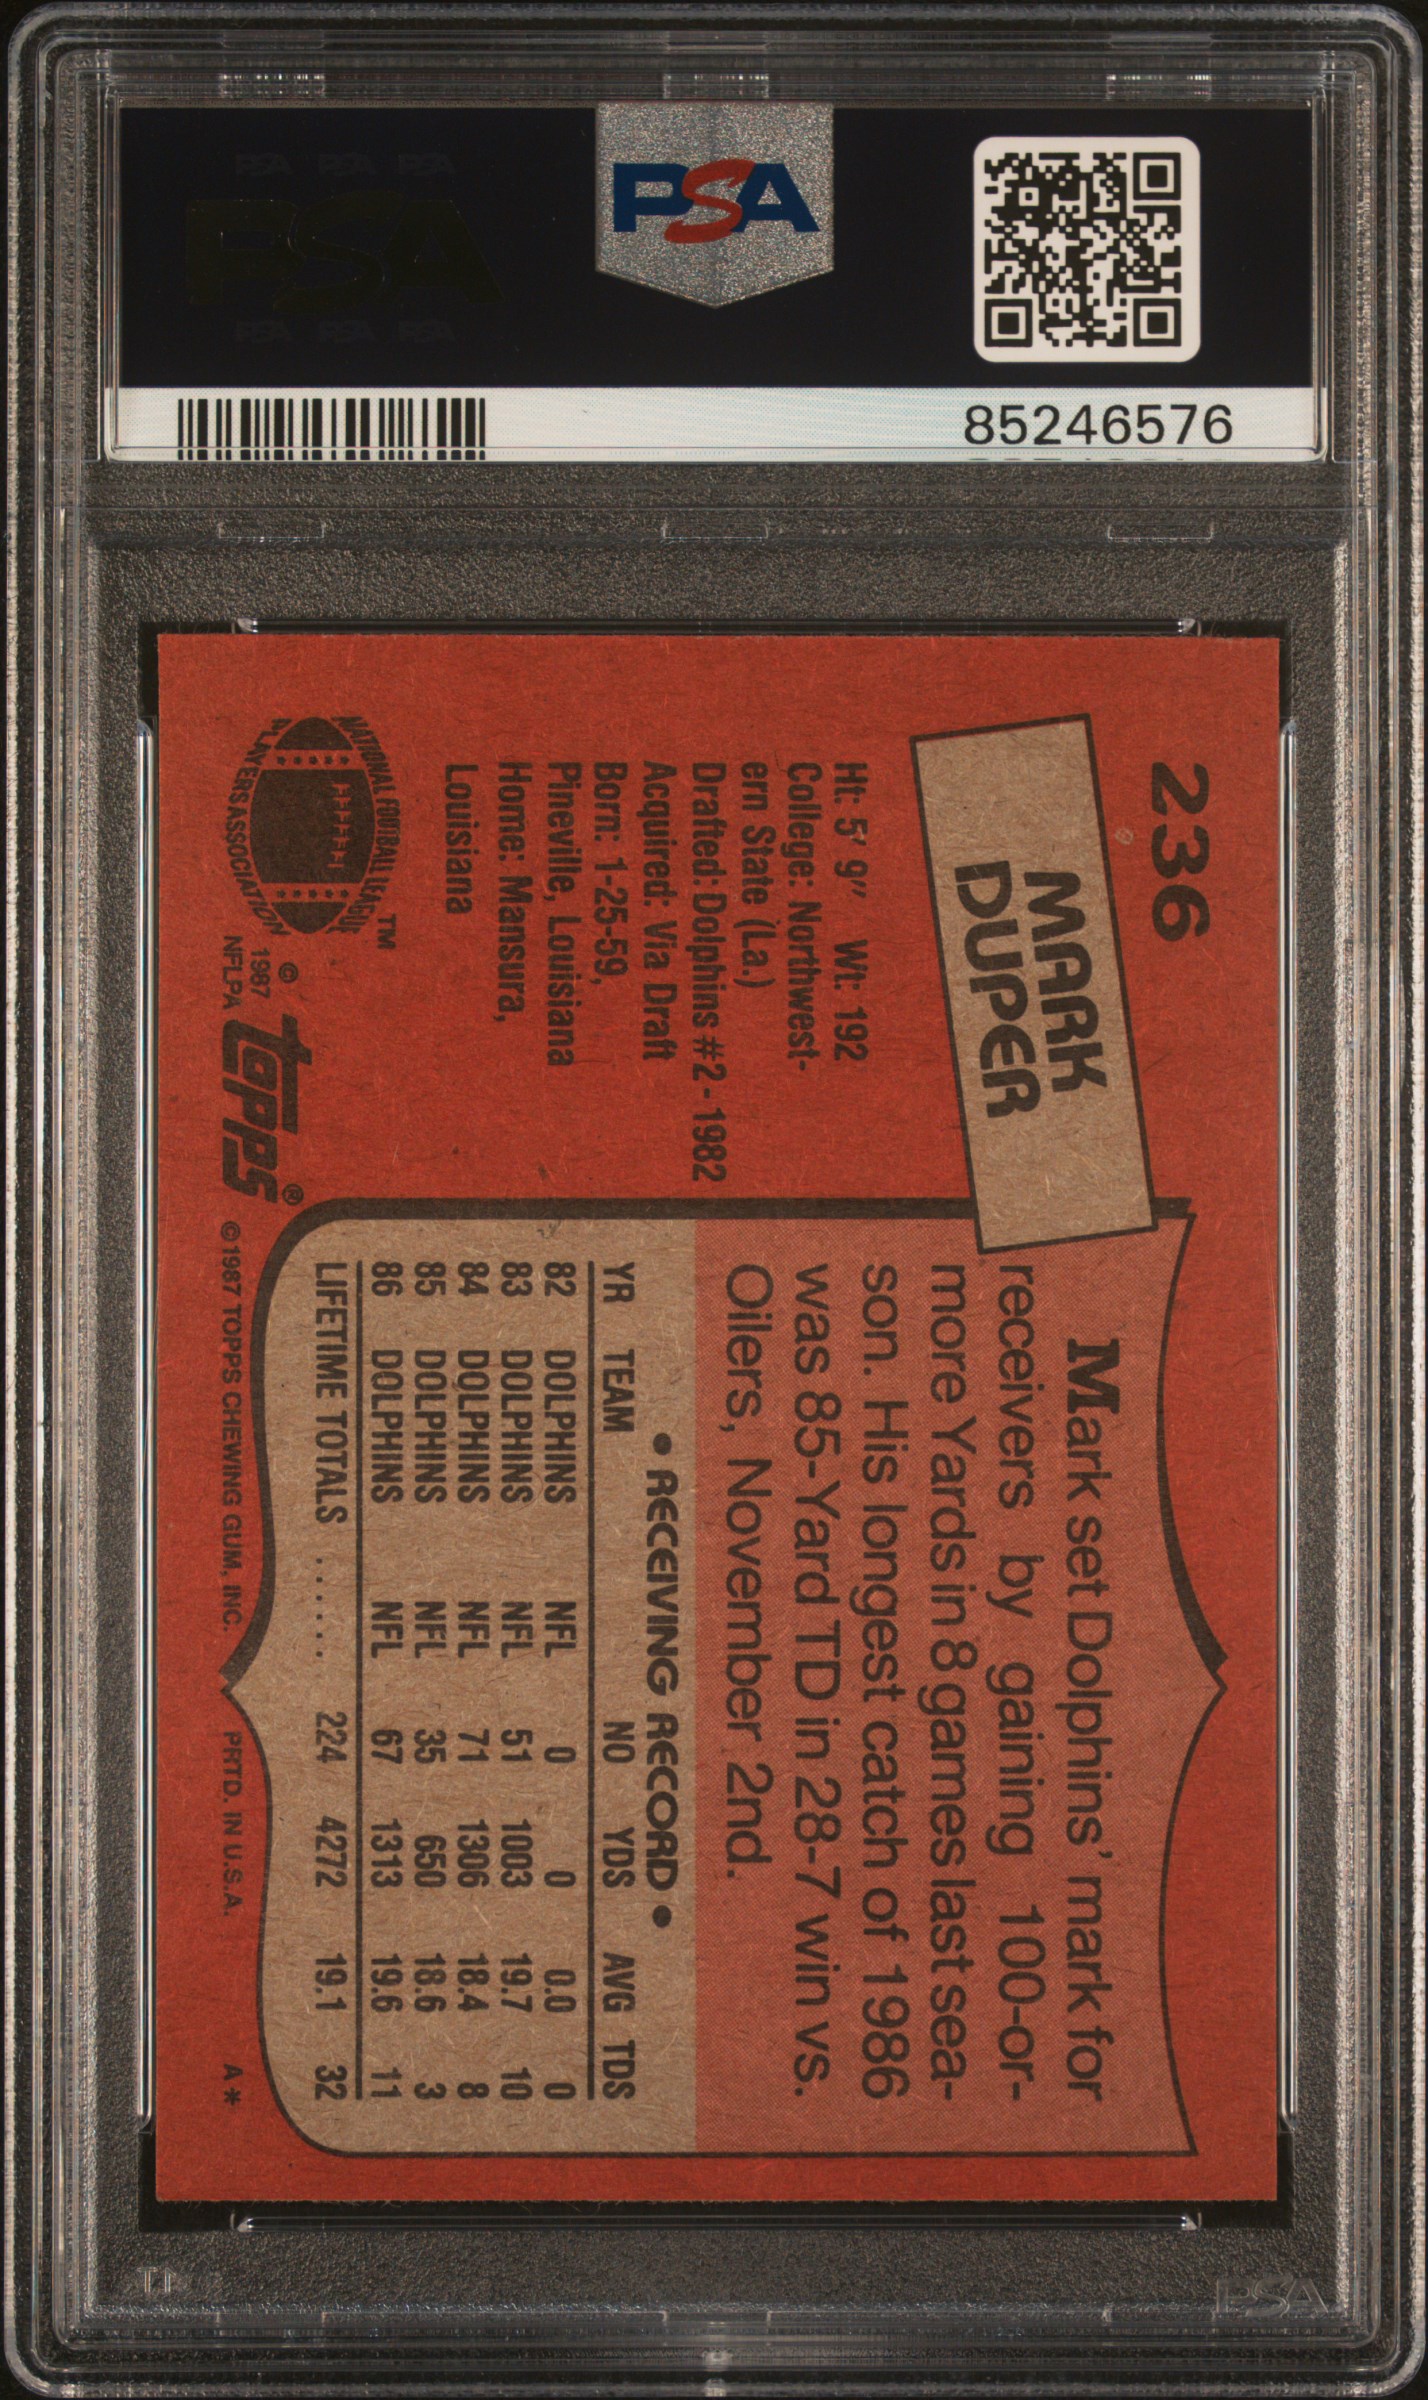 PSA
85246576
236
MARK
DUPER
Ht: 5' 9" Wt: 192
College: Northwest-
ern State (La.)
Drafted: Dolphins #2-1982
Acquired: Via Draft
Born: 1-25-59,
Pineville, Louisiana
Home: Mansura,
Louisiana
NATIONAL FOOTBALL LEAGUE
PLAYERS ASSOCIATION
TM
© 1987
NFLPA
topps®
Mark set Dolphins' mark for
receivers by gaining 100-or-
more Yards in 8 games last sea-
son. His longest catch of 1986
was 85-Yard TD in 28-7 win vs.
Oilers, November 2nd.
• RECEIVING RECORD •
YR TEAM NO YDS AVG TDS
82 DOLPHINS NFL 0 0 0.0 0
83 DOLPHINS NFL 51 1003 19.7 10
84 DOLPHINS NFL 71 1306 18.4 8
85 DOLPHINS NFL 35 650 18.6 3
86 DOLPHINS NFL 67 1313 19.6 11
LIFETIME TOTALS ...... 224 4272 19.1 32
© 1987 TOPPS CHEWING GUM, INC. PRTD. IN U.S.A. A*
PSA